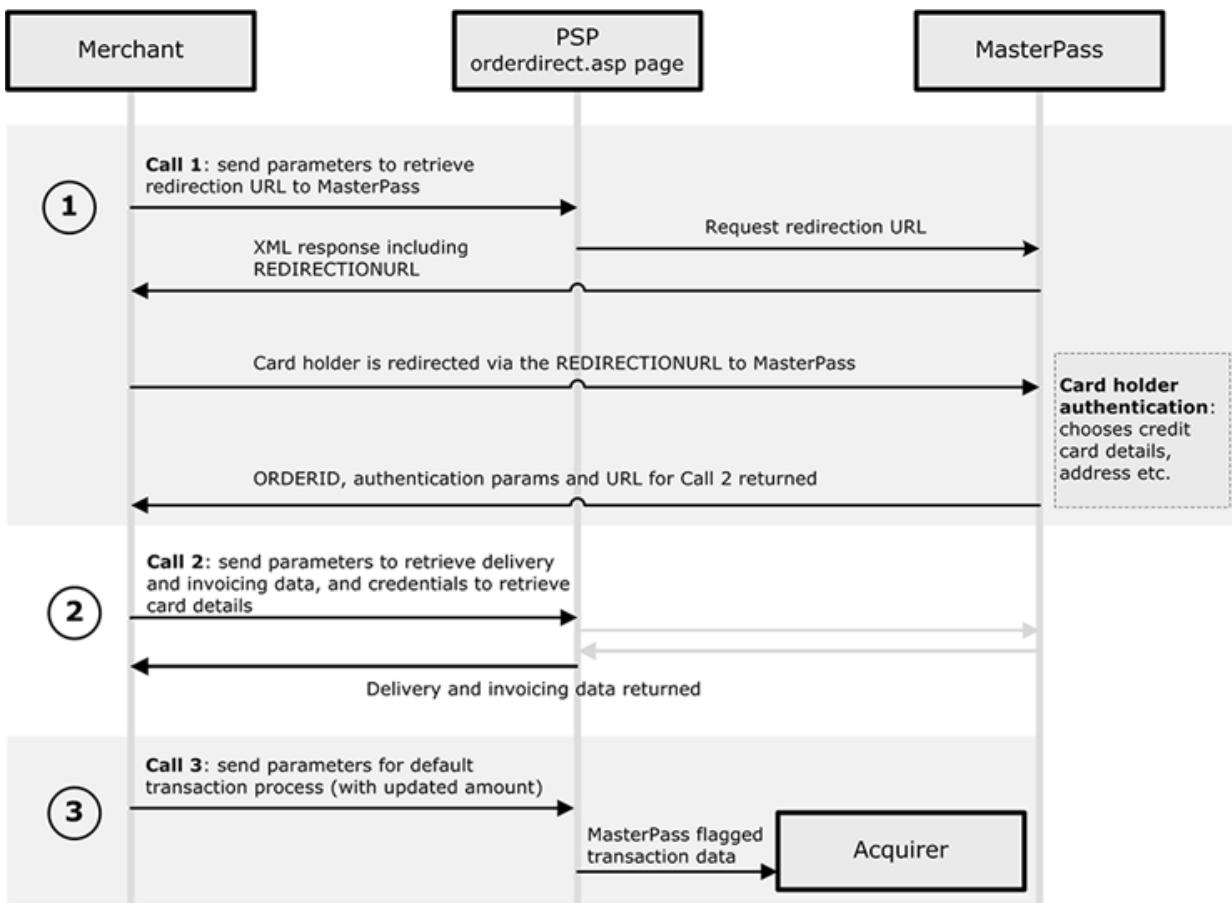 Merchant
PSP
orderdirect.asp page
MasterPass
1
Call 1: send parameters to retrieve
redirection URL to MasterPass
Request redirection URL
XML response including
REDIRECTIONURL
Card holder is redirected via the REDIRECTIONURL to MasterPass
Card holder
authentication:
chooses credit
card details,
address etc.
ORDERID, authentication params and URL for Call 2 returned
2
Call 2: send parameters to retrieve delivery
and invoicing data, and credentials to retrieve
card details
Delivery and invoicing data returned
3
Call 3: send parameters for default
transaction process (with updated amount)
MasterPass flagged
transaction data
Acquirer